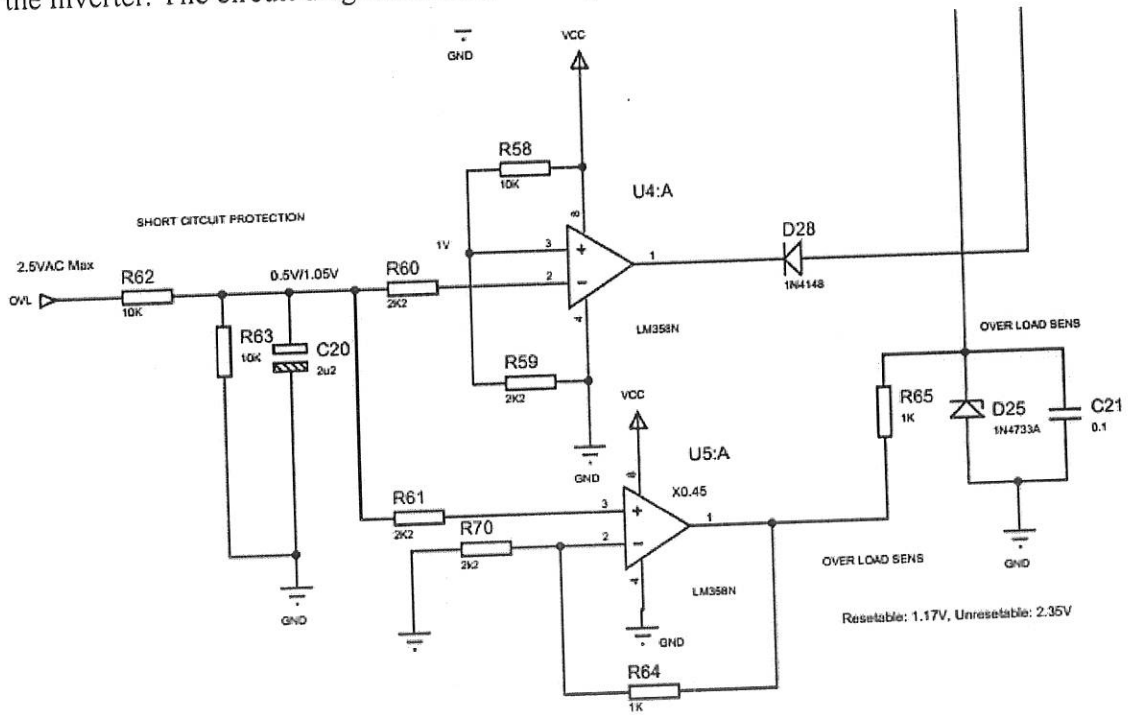 the inverter. The circuit diag
GND
VCC
R58
10K
U4:A
8
SHORT CITCUIT PROTECTION
D28
1V
3
1
2.5VAC Max
R62
0.5V/1.05V
R60
2
1N4148
OVL
10K
2K2
4
LM358N
OVER LOAD SENS
R63
10K
C20
2u2
R59
2K2
VCC
R65
1K
D25
1N4733A
C21
0.1
GND
U5:A
8
X0.45
R61
3
1
2K2
R70
2
2k2
OVER LOAD SENS
GND
4
LM358N
GND
GND
Resetable: 1.17V, Unresetable: 2.35V
R64
1K